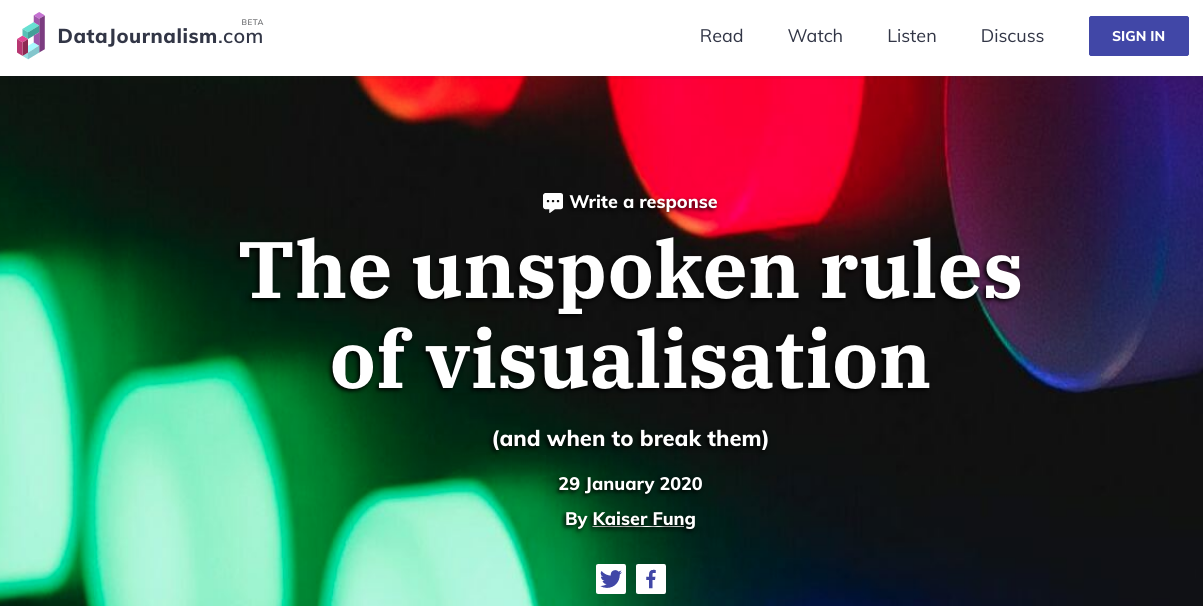 BETA
DataJournalism.com
Read Watch Listen Discuss SIGN IN
Write a response
The unspoken rules
of visualisation
(and when to break them)
29 January 2020
By Kaiser Fung